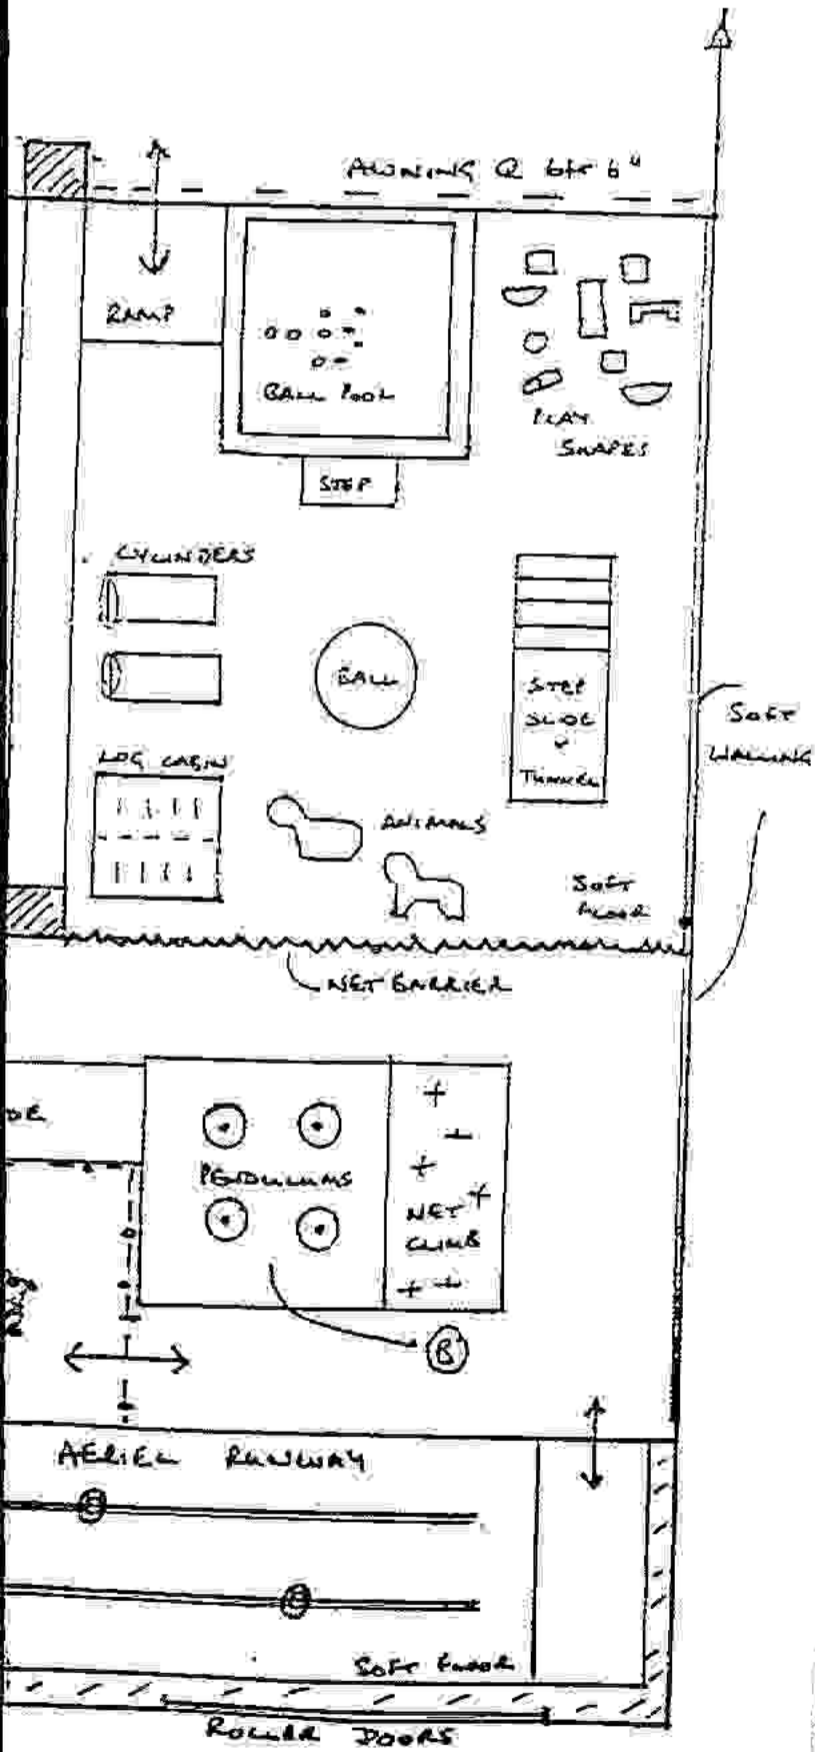 AWNING @ 6ft 6"
RAMP
BALL POOL
PLAY
SHAPES
STEP
CYLINDERS
BALL
STEP
SLIDE
&
TUNNEL
SOFT
WALLING
LOG CABIN
ANIMALS
SOFT
FLOOR
NET BARRIER
DE
PENDULUMS
NET
CLIMB
B
AERIEL RUNWAY
SOFT FLOOR
ROLLER DOORS